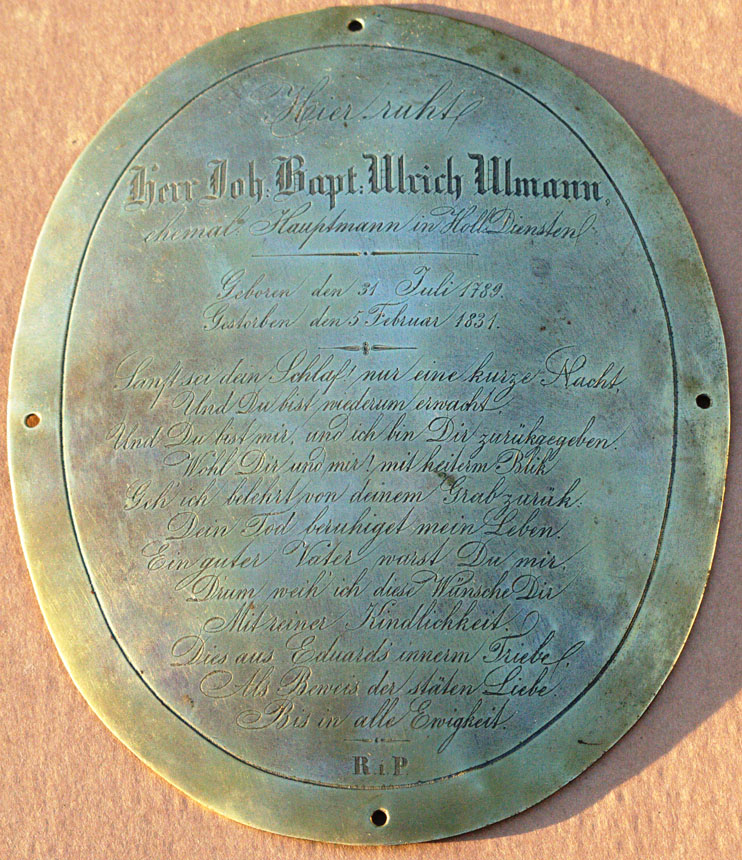 Hier ruht
Herr Joh: Bapt: Ulrich Ulmann,
ehemal: Hauptmann in Holl: Diensten.
Geboren den 31 Juli 1789.
Gestorben den 5. Februar 1831.
Sanft sei dein Schlaf! nur eine kurze Nacht,
Und Du bist wiederum erwacht
Und Du bist mir, und ich bin Dir zurükgegeben.
Wohl Dir und mir! mit heiterm Blik
Geh' ich belehrt von deinem Grab zurük:
Dein Tod beruhiget mein Leben.
Ein guter Vater warst Du mir,
Drum weih' ich diese Wünsche Dir
Mit reiner Kindlichkeit.
Dies aus Eduards innerm Triebe,
Als Beweis der stäten Liebe
Bis in alle Ewigkeit.
R.i.P.